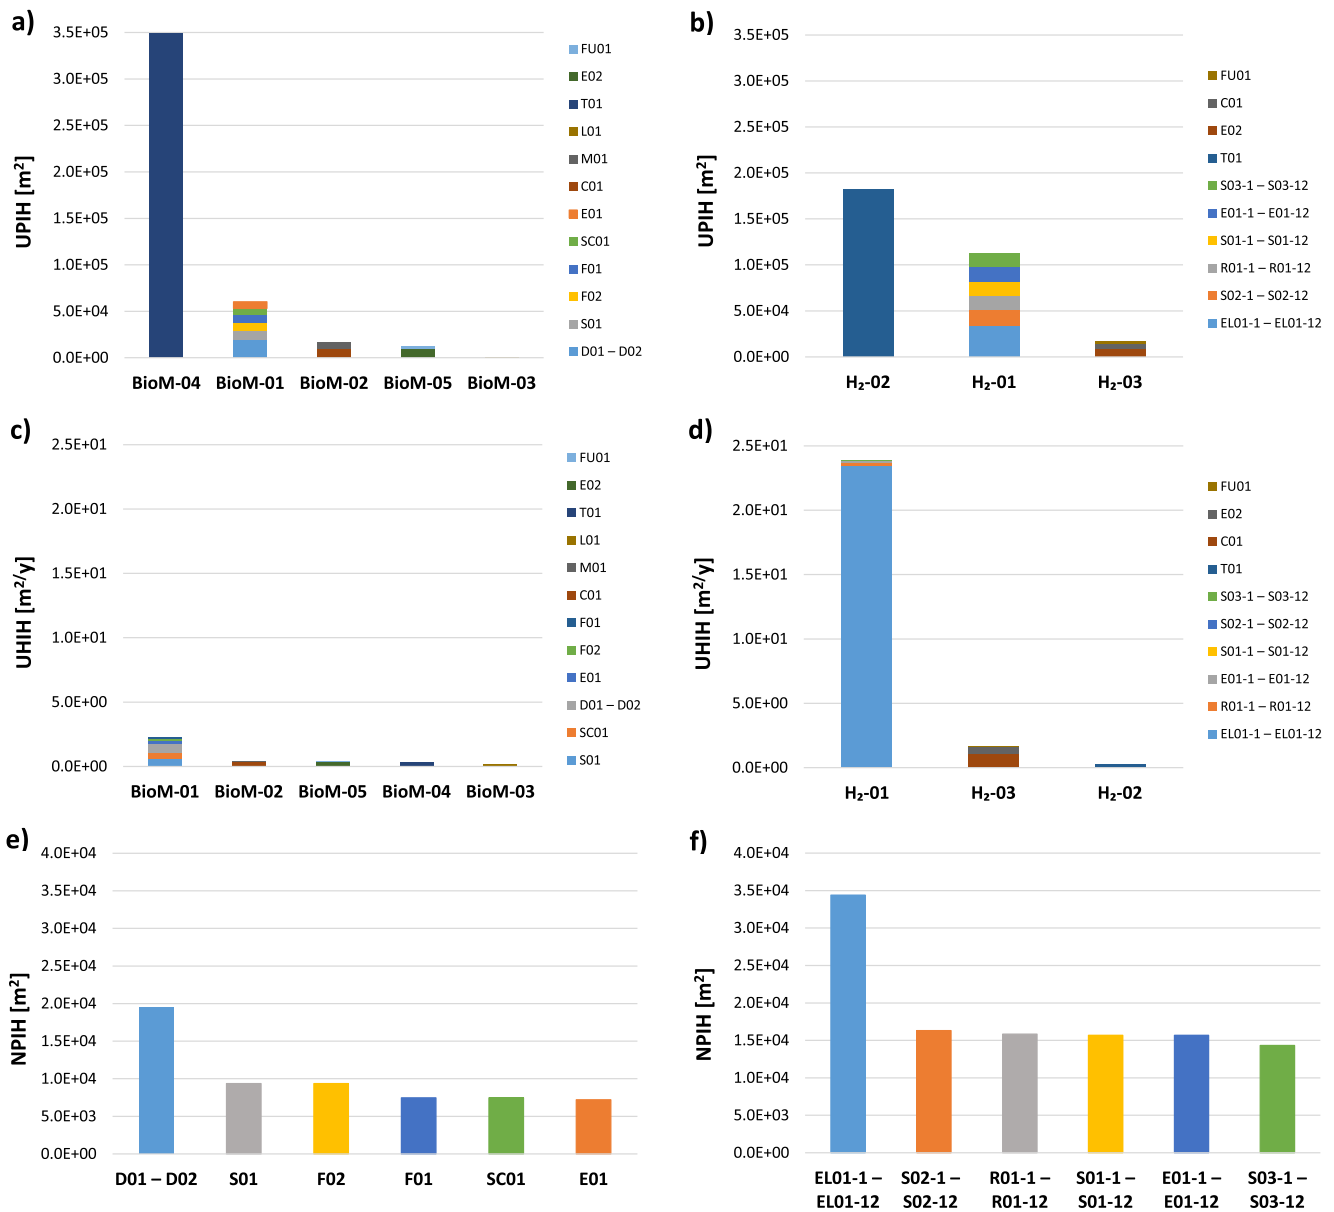 a)
UPIH [m²]
3.5E+05
3.0E+05
2.5E+05
2.0E+05
1.5E+05
1.0E+05
5.0E+04
0.0E+00
BioM-04 BioM-01 BioM-02 BioM-05 BioM-03
FU01
E02
T01
L01
M01
C01
E01
SC01
F01
F02
S01
D01 – D02
b)
UPIH [m²]
3.5E+05
3.0E+05
2.5E+05
2.0E+05
1.5E+05
1.0E+05
5.0E+04
0.0E+00
H₂-02 H₂-01 H₂-03
FU01
C01
E02
T01
S03-1 – S03-12
E01-1 – E01-12
S01-1 – S01-12
R01-1 – R01-12
S02-1 – S02-12
EL01-1 – EL01-12
c)
UHIH [m²/y]
2.5E+01
2.0E+01
1.5E+01
1.0E+01
5.0E+00
0.0E+00
BioM-01 BioM-02 BioM-05 BioM-04 BioM-03
FU01
E02
T01
L01
M01
C01
F01
F02
E01
D01 – D02
SC01
S01
d)
UHIH [m²/y]
2.5E+01
2.0E+01
1.5E+01
1.0E+01
5.0E+00
0.0E+00
H₂-01 H₂-03 H₂-02
FU01
E02
C01
T01
S03-1 – S03-12
S02-1 – S02-12
S01-1 – S01-12
E01-1 – E01-12
R01-1 – R01-12
EL01-1 – EL01-12
e)
NPIH [m²]
4.0E+04
3.5E+04
3.0E+04
2.5E+04
2.0E+04
1.5E+04
1.0E+04
5.0E+03
0.0E+00
D01 – D02 S01 F02 F01 SC01 E01
f)
NPIH [m²]
4.0E+04
3.5E+04
3.0E+04
2.5E+04
2.0E+04
1.5E+04
1.0E+04
5.0E+03
0.0E+00
EL01-1 – S02-1 – R01-1 – S01-1 – E01-1 – S03-1 –
EL01-12 S02-12 R01-12 S01-12 E01-12 S03-12